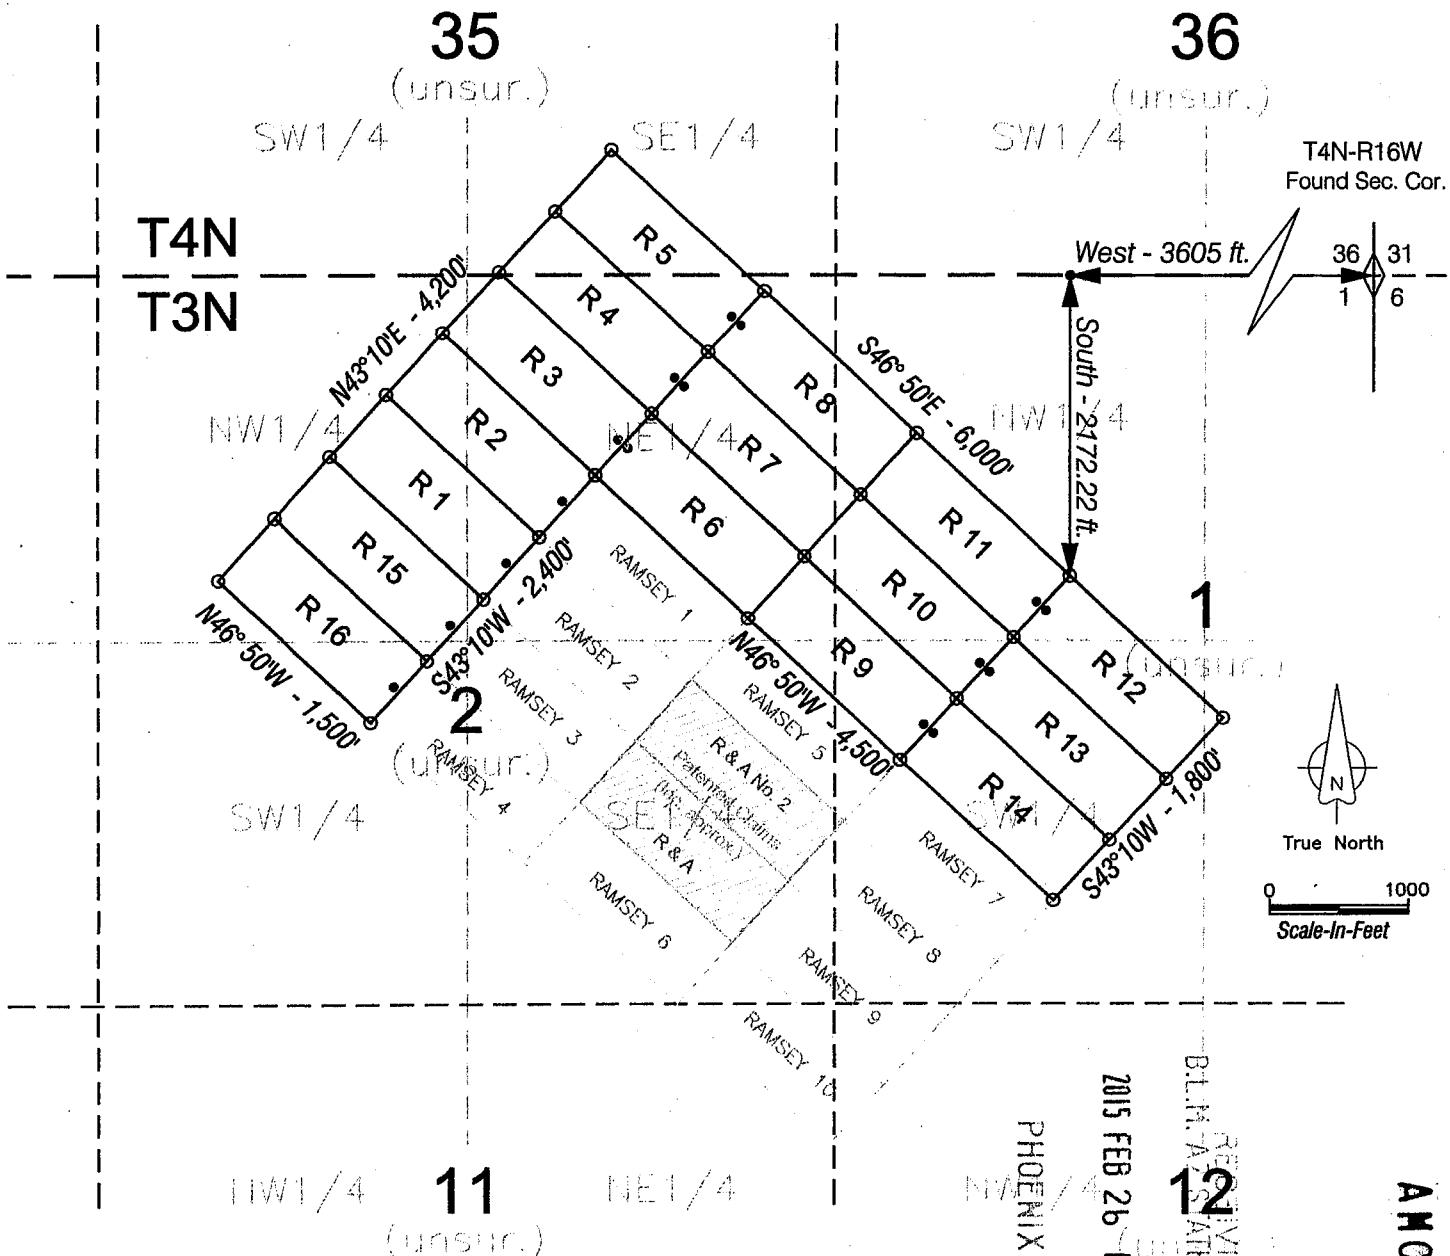 35
36
(unsur.)
(unsur.)
SW1/4
SE1/4
SW1/4
T4N-R16W
Found Sec. Cor.
T4N
T3N
West - 3605 ft.
36 31
1 6
R 5
R 4
R 3
R 2
R 1
R 15
R 16
R 8
R 7
R 6
R 11
R 10
R 9
R 12
R 13
R 14
N43°10'E - 4,200'
S46° 50'E - 6,000'
South - 2172.22 ft.
NW1/4
NE1/4
NW1/4
N46° 50'W - 1,500'
S43°10'W - 2,400'
N46° 50'W - 4,500'
S43°10'W - 1,800'
1
(unsur.)
2
(unsur.)
RAMSEY 1
RAMSEY 2
RAMSEY 3
RAMSEY 4
RAMSEY 5
R & A No. 2
Patented Claims
R & A
RAMSEY 6
RAMSEY 7
RAMSEY 8
RAMSEY 9
RAMSEY 10
SW1/4
SE1/4
SW1/4
N
True North
0 1000
Scale-In-Feet
NW1/4
11
NE1/4
NW1/4
12
(unsur.)
B.L.M. AZ
2015 FEB 26
PHOENIX
AMC